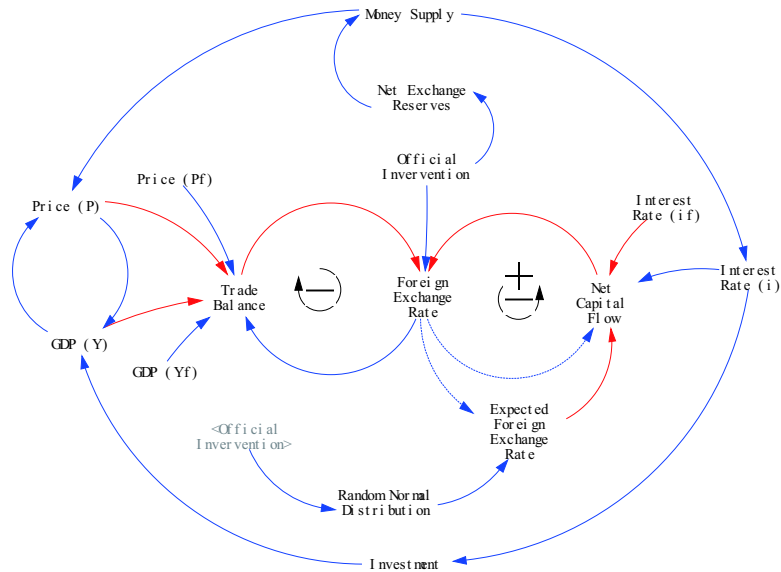 Money Supply
Net Exchange
Reserves
Official
Invervention
Price (Pf)
Price (P)
Interest
Rate (if)
Trade
Balance
Foreign
Exchange
Rate
Net
Capital
Flow
Interest
Rate (i)
GDP (Y)
GDP (Yf)
Expected
Foreign
Exchange
Rate
<Official
Invervention>
Random Normal
Distribution
Investment